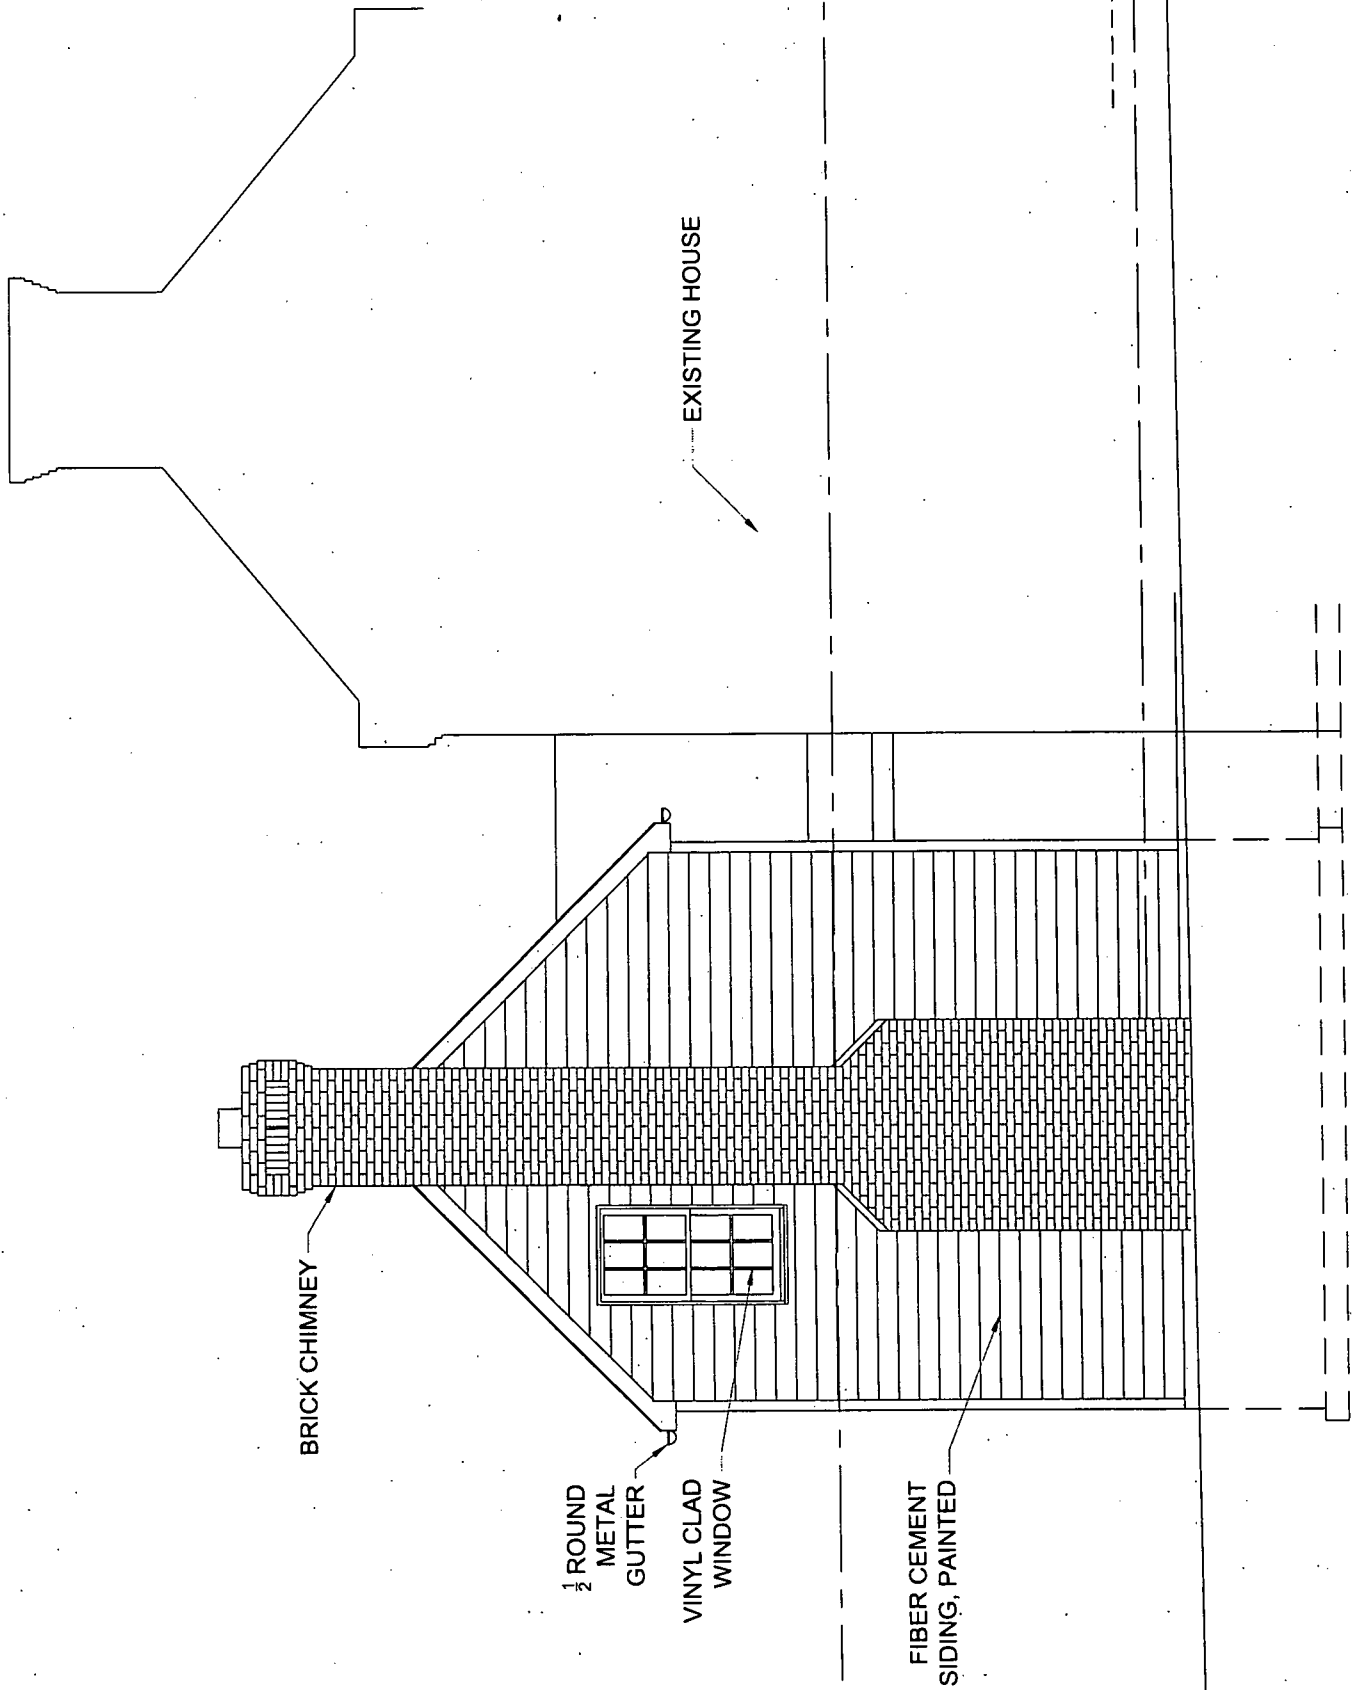 BRICK CHIMNEY
½ ROUND
METAL
GUTTER
VINYL CLAD
WINDOW
FIBER CEMENT
SIDING, PAINTED
EXISTING HOUSE